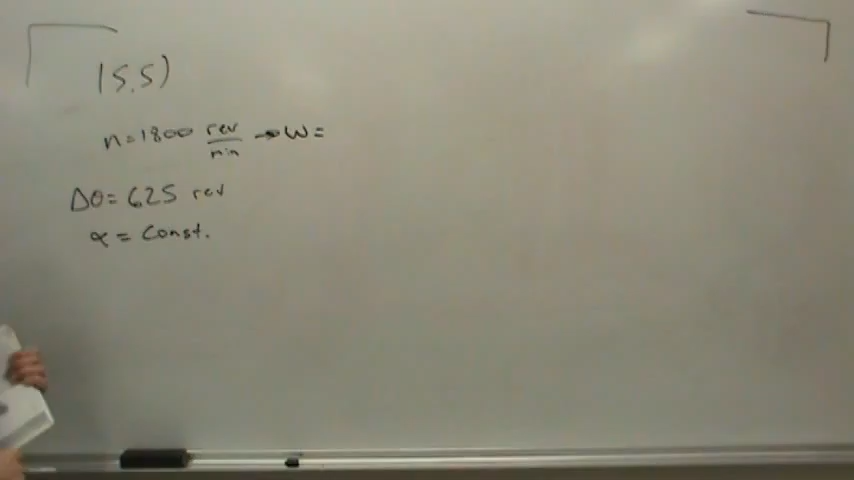 15.5)
n=1800 rev/min → ω=
Δθ= 625 rev
α = const.